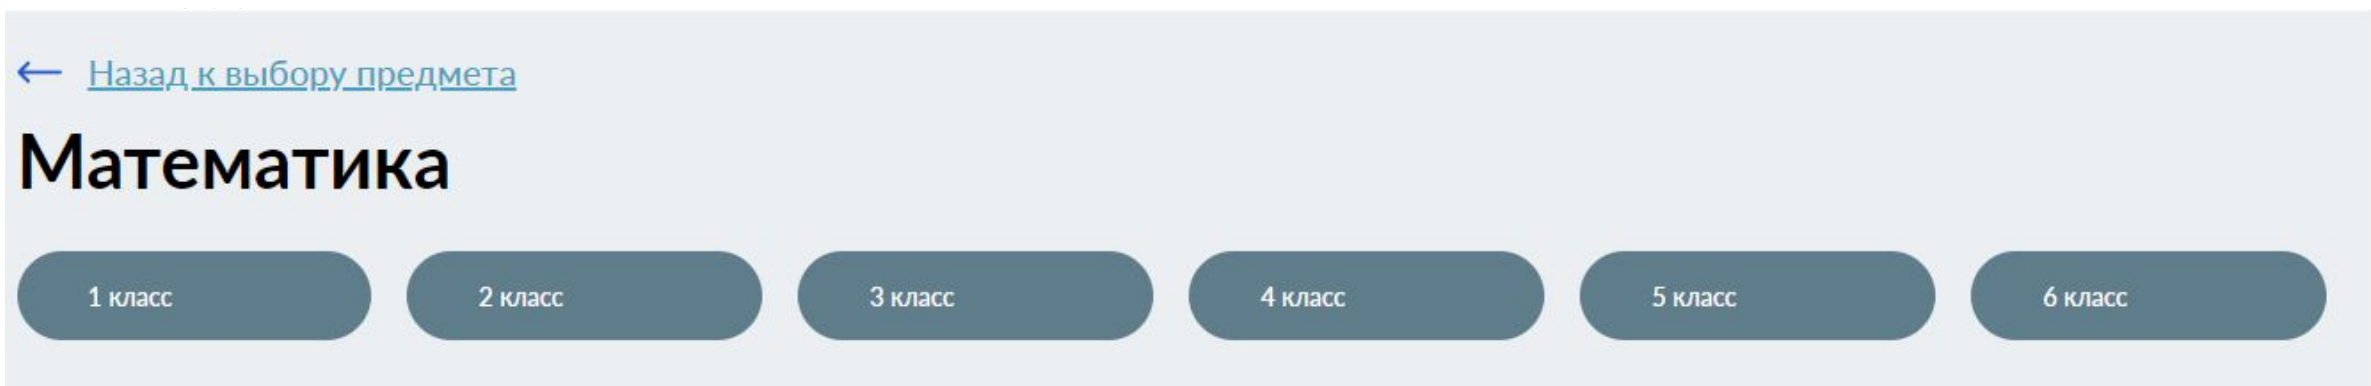 Назад к выбору предмета
Математика
1 класс 2 класс 3 класс 4 класс 5 класс 6 класс